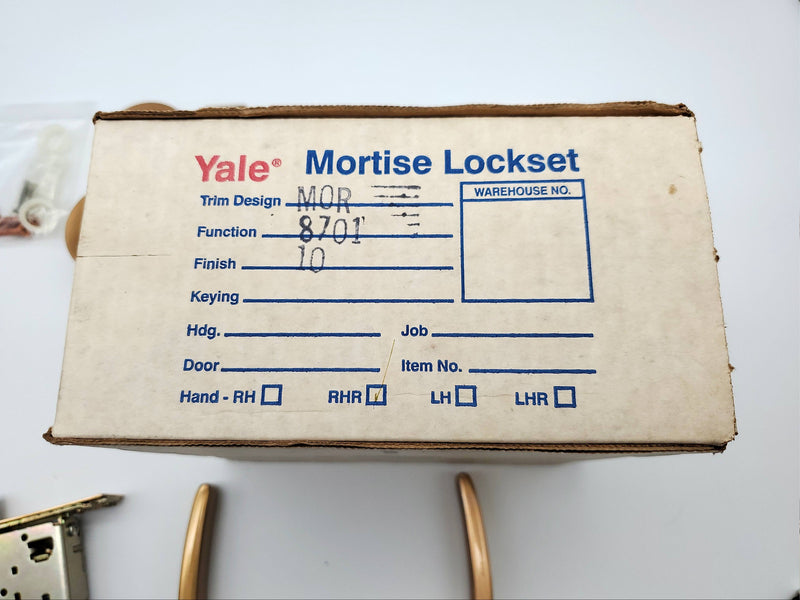 Yale® Mortise Lockset
Trim Design MOR
WAREHOUSE NO.
Function 8701
Finish 10
Keying
Hdg. Job
Door Item No.
Hand - RH RHR LH LHR